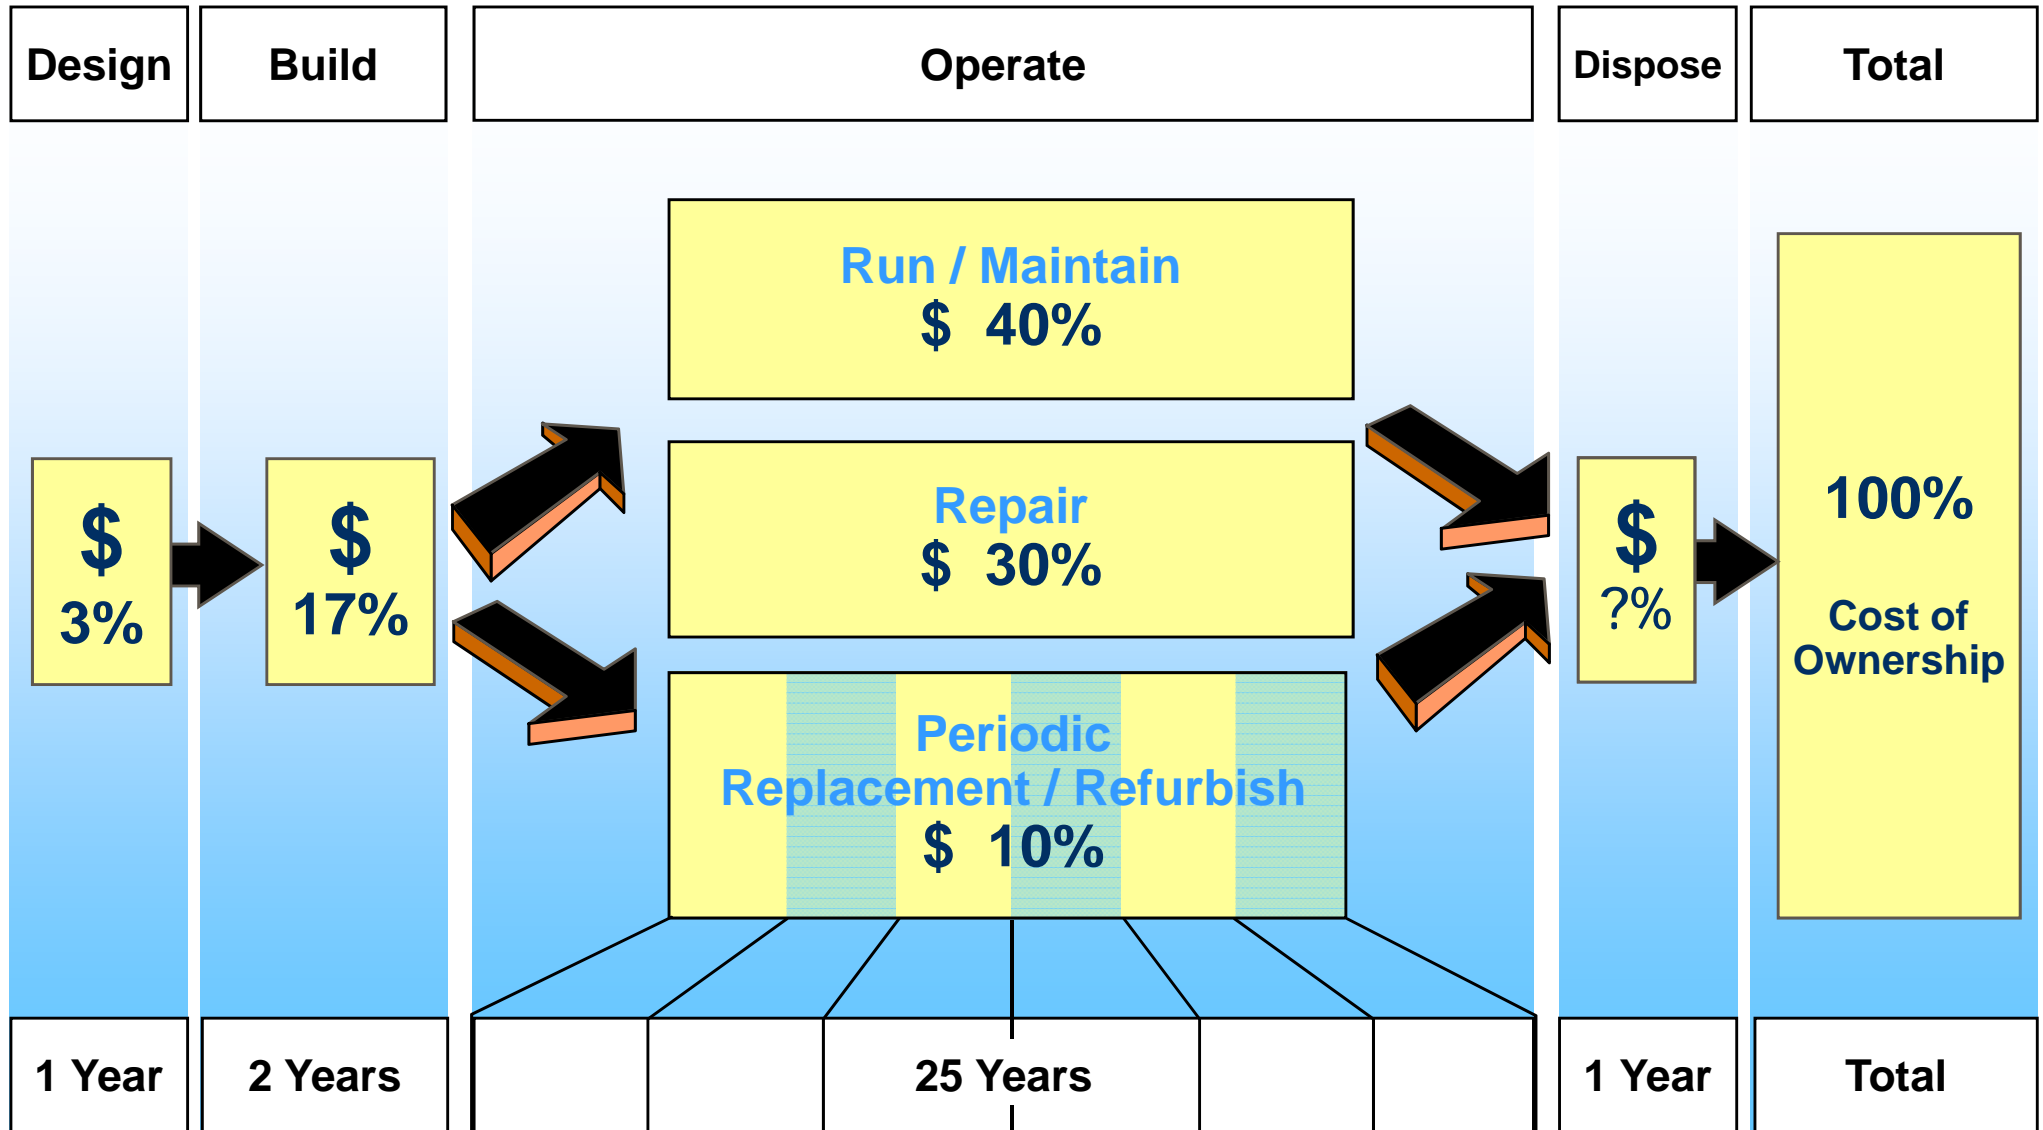 Design
Build
Operate
Dispose
Total
$
3%
$
17%
Run / Maintain
$ 40%
Repair
$ 30%
Periodic
Replacement / Refurbish
$ 10%
$
?%
100%
Cost of
Ownership
1 Year
2 Years
25 Years
1 Year
Total